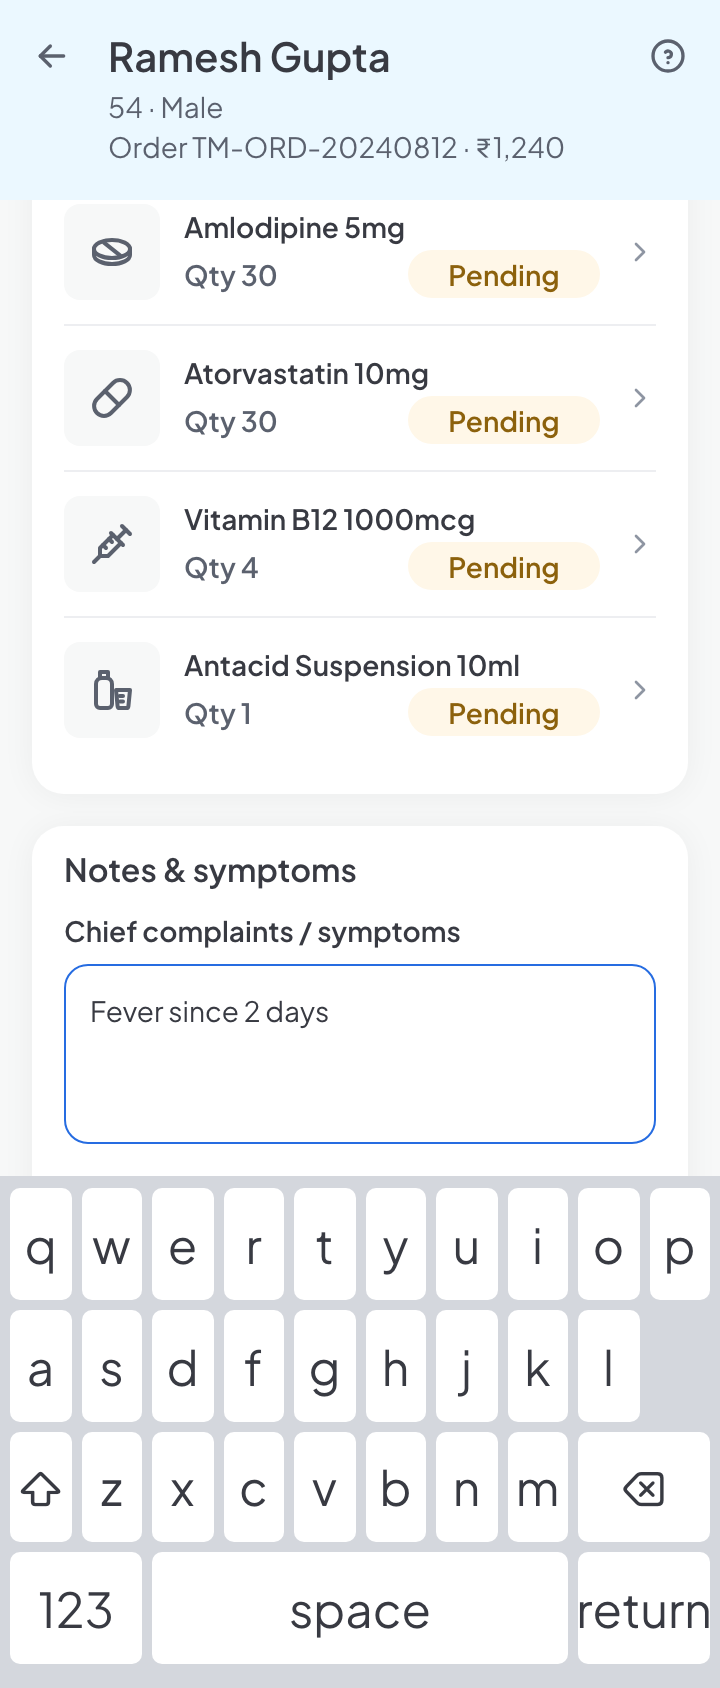 Ramesh Gupta
54 · Male
Order TM-ORD-20240812 · ₹1,240
Amlodipine 5mg
Qty 30
Pending
Atorvastatin 10mg
Qty 30
Pending
Vitamin B12 1000mcg
Qty 4
Pending
Antacid Suspension 10ml
Qty 1
Pending
Notes & symptoms
Chief complaints / symptoms
Fever since 2 days
q w e r t y u i o p
a s d f g h j k l
z x c v b n m
123 space return